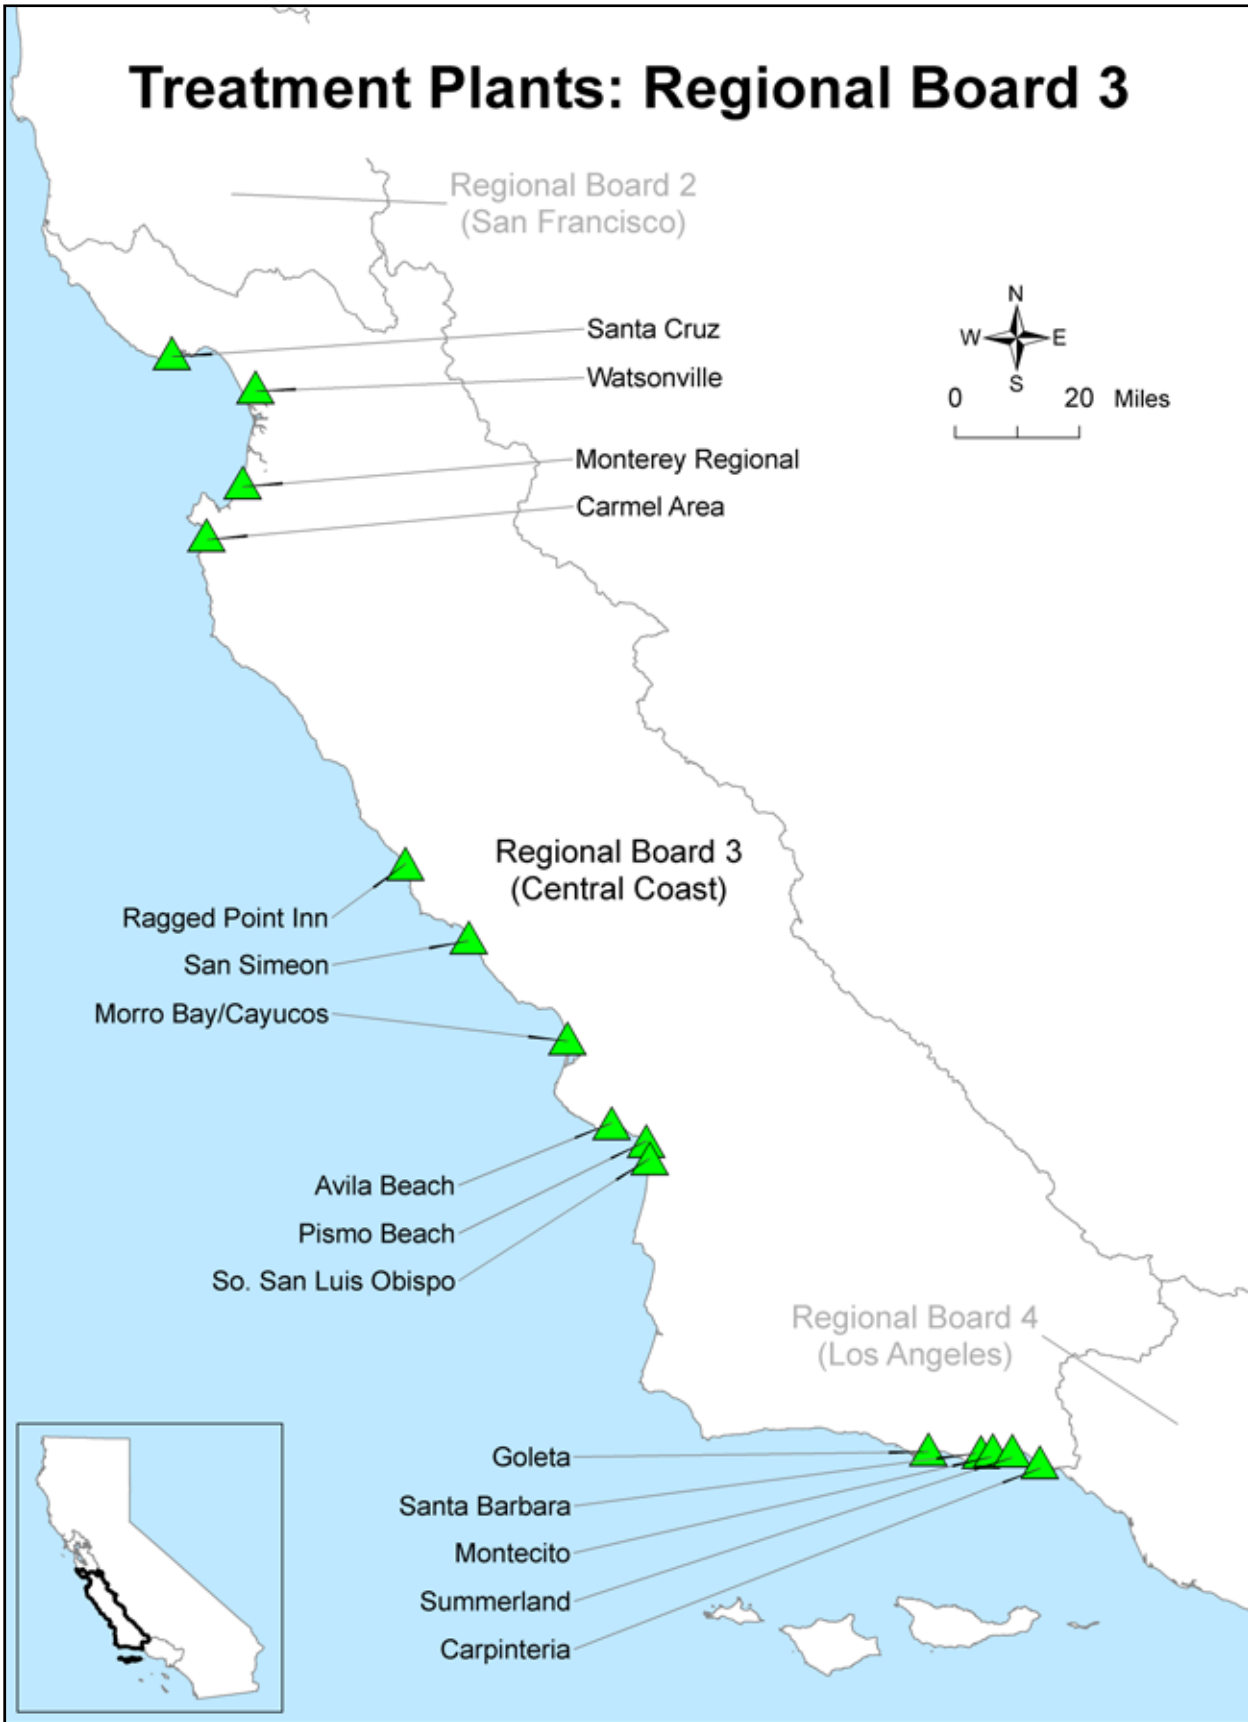 Treatment Plants: Regional Board 3
Regional Board 2
(San Francisco)
N
W
E
S
0
20
Miles
Santa Cruz
Watsonville
Monterey Regional
Carmel Area
Regional Board 3
(Central Coast)
Ragged Point Inn
San Simeon
Morro Bay/Cayucos
Avila Beach
Pismo Beach
So. San Luis Obispo
Regional Board 4
(Los Angeles)
Goleta
Santa Barbara
Montecito
Summerland
Carpinteria